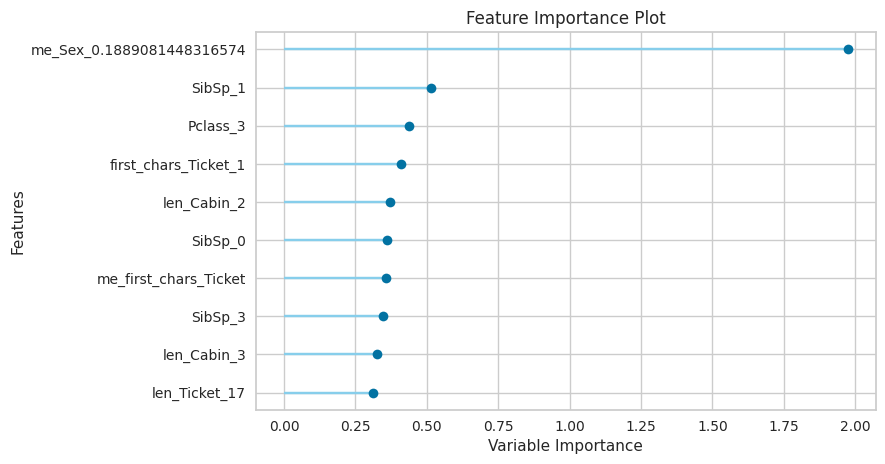 Feature Importance Plot
me_Sex_0.1889081448316574
SibSp_1
Pclass_3
first_chars_Ticket_1
len_Cabin_2
SibSp_0
me_first_chars_Ticket
SibSp_3
len_Cabin_3
len_Ticket_17
Features
0.00 0.25 0.50 0.75 1.00 1.25 1.50 1.75 2.00
Variable Importance